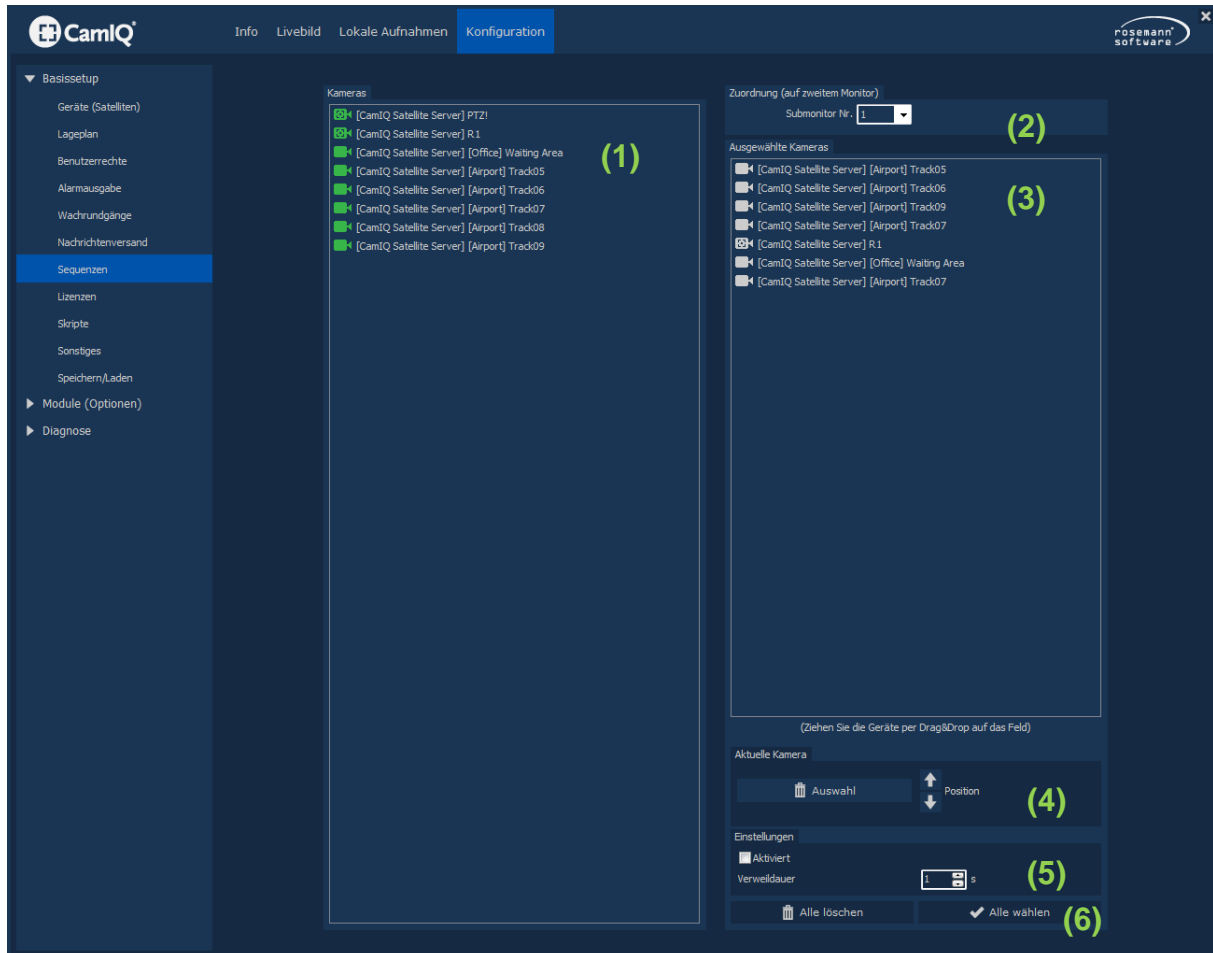 CamIQ
Info Livebild Lokale Aufnahmen Konfiguration
rosemann
software
Basissetup
Geräte (Satelliten)
Lageplan
Benutzerrechte
Alarmausgabe
Wachrundgänge
Nachrichtenversand
Sequenzen
Lizenzen
Skripte
Sonstiges
Speichern/Laden
Module (Optionen)
Diagnose
Kameras
[CamIQ Satellite Server] PTZ!
[CamIQ Satellite Server] R1
[CamIQ Satellite Server] [Office] Waiting Area
[CamIQ Satellite Server] [Airport] Track05
[CamIQ Satellite Server] [Airport] Track06
[CamIQ Satellite Server] [Airport] Track07
[CamIQ Satellite Server] [Airport] Track08
[CamIQ Satellite Server] [Airport] Track09
(1)
Zuordnung (auf zweitem Monitor)
Submonitor Nr. 1
(2)
Ausgewählte Kameras
[CamIQ Satellite Server] [Airport] Track05
[CamIQ Satellite Server] [Airport] Track06
[CamIQ Satellite Server] [Airport] Track09
[CamIQ Satellite Server] [Airport] Track07
[CamIQ Satellite Server] R1
[CamIQ Satellite Server] [Office] Waiting Area
[CamIQ Satellite Server] [Airport] Track07
(3)
(Ziehen Sie die Geräte per Drag&Drop auf das Feld)
Aktuelle Kamera
Auswahl
Position
(4)
Einstellungen
Aktiviert
Verweildauer 1 s
(5)
Alle löschen
Alle wählen
(6)